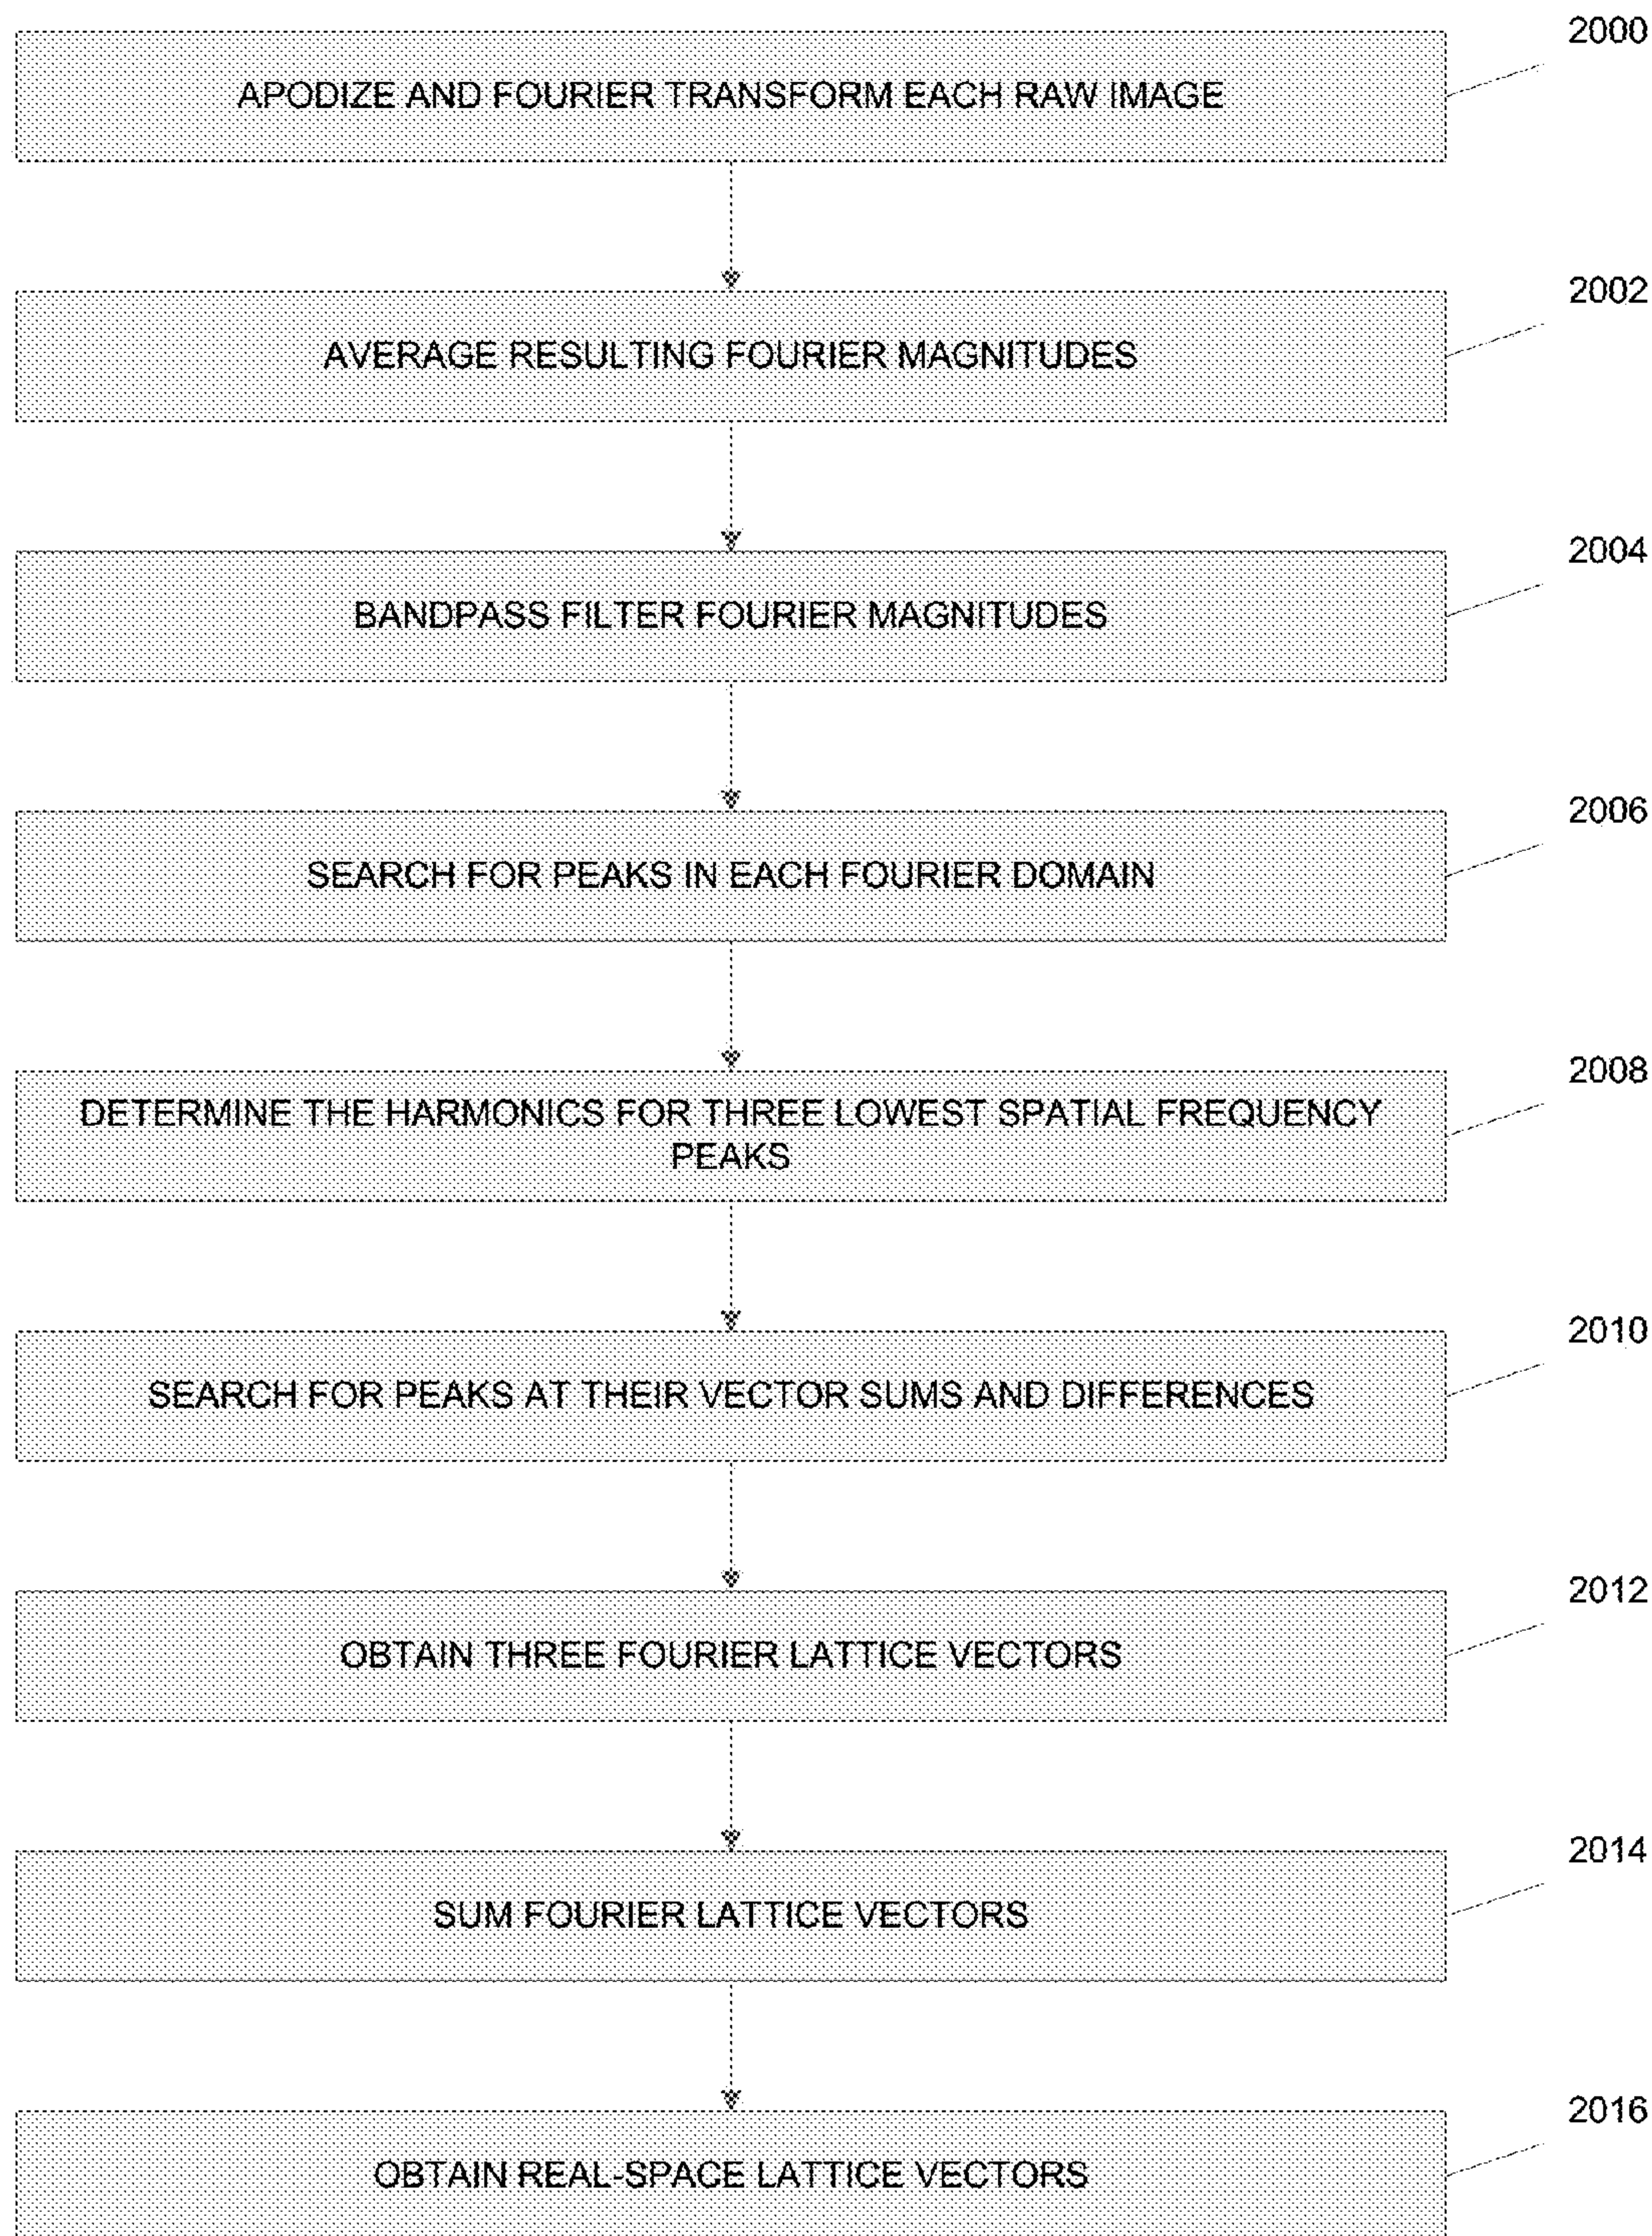 2000
APODIZE AND FOURIER TRANSFORM EACH RAW IMAGE
2002
AVERAGE RESULTING FOURIER MAGNITUDES
2004
BANDPASS FILTER FOURIER MAGNITUDES
2006
SEARCH FOR PEAKS IN EACH FOURIER DOMAIN
2008
DETERMINE THE HARMONICS FOR THREE LOWEST SPATIAL FREQUENCY
PEAKS
2010
SEARCH FOR PEAKS AT THEIR VECTOR SUMS AND DIFFERENCES
2012
OBTAIN THREE FOURIER LATTICE VECTORS
2014
SUM FOURIER LATTICE VECTORS
2016
OBTAIN REAL-SPACE LATTICE VECTORS